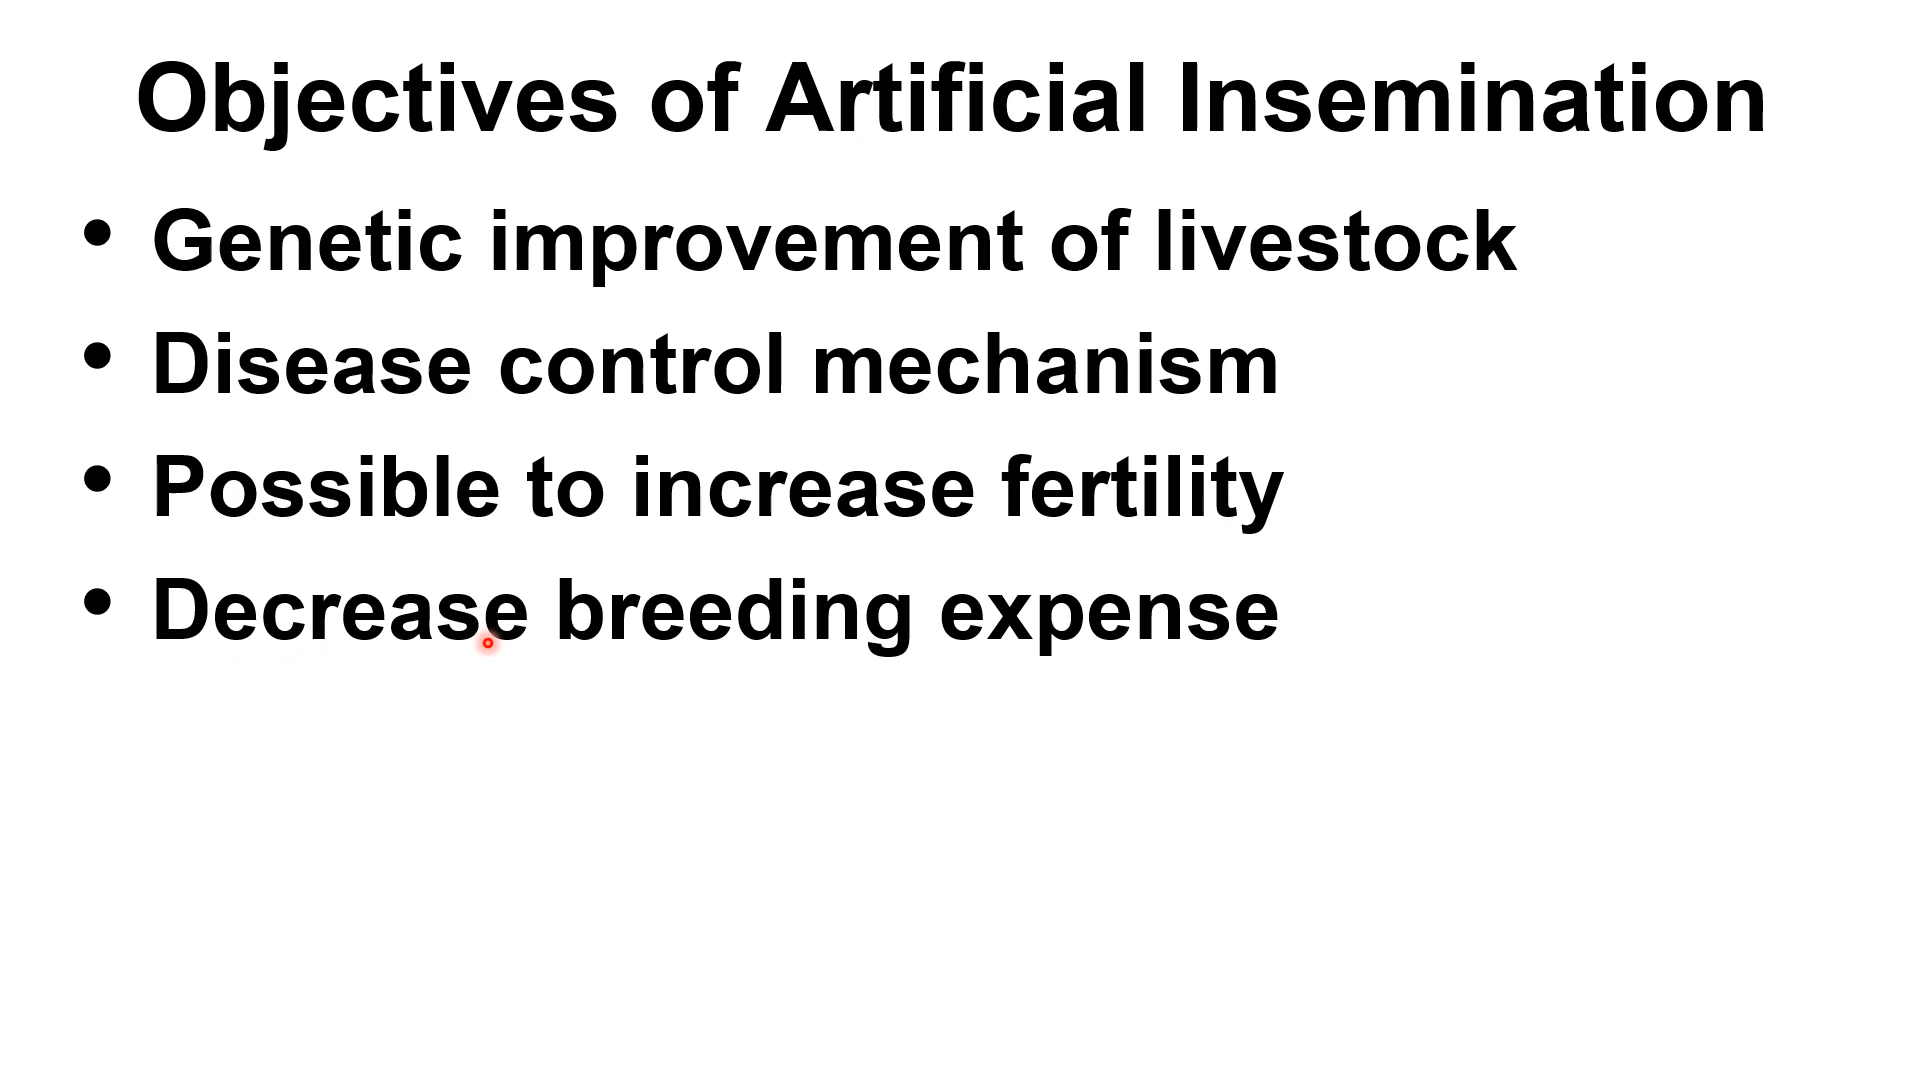 Objectives of Artificial Insemination
• Genetic improvement of livestock
• Disease control mechanism
• Possible to increase fertility
• Decrease breeding expense